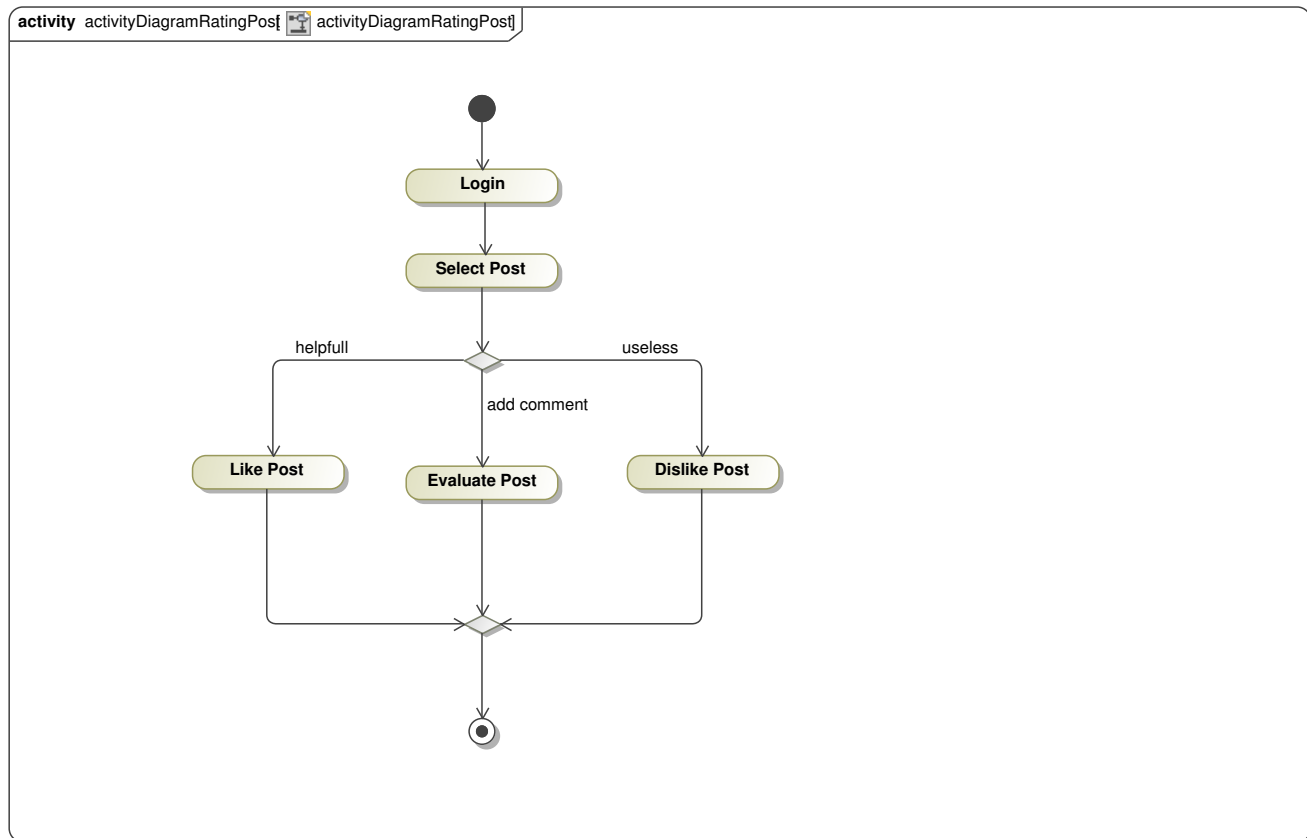 activity activityDiagramRatingPost[ activityDiagramRatingPost]
Login
Select Post
helpfull
useless
add comment
Like Post
Evaluate Post
Dislike Post